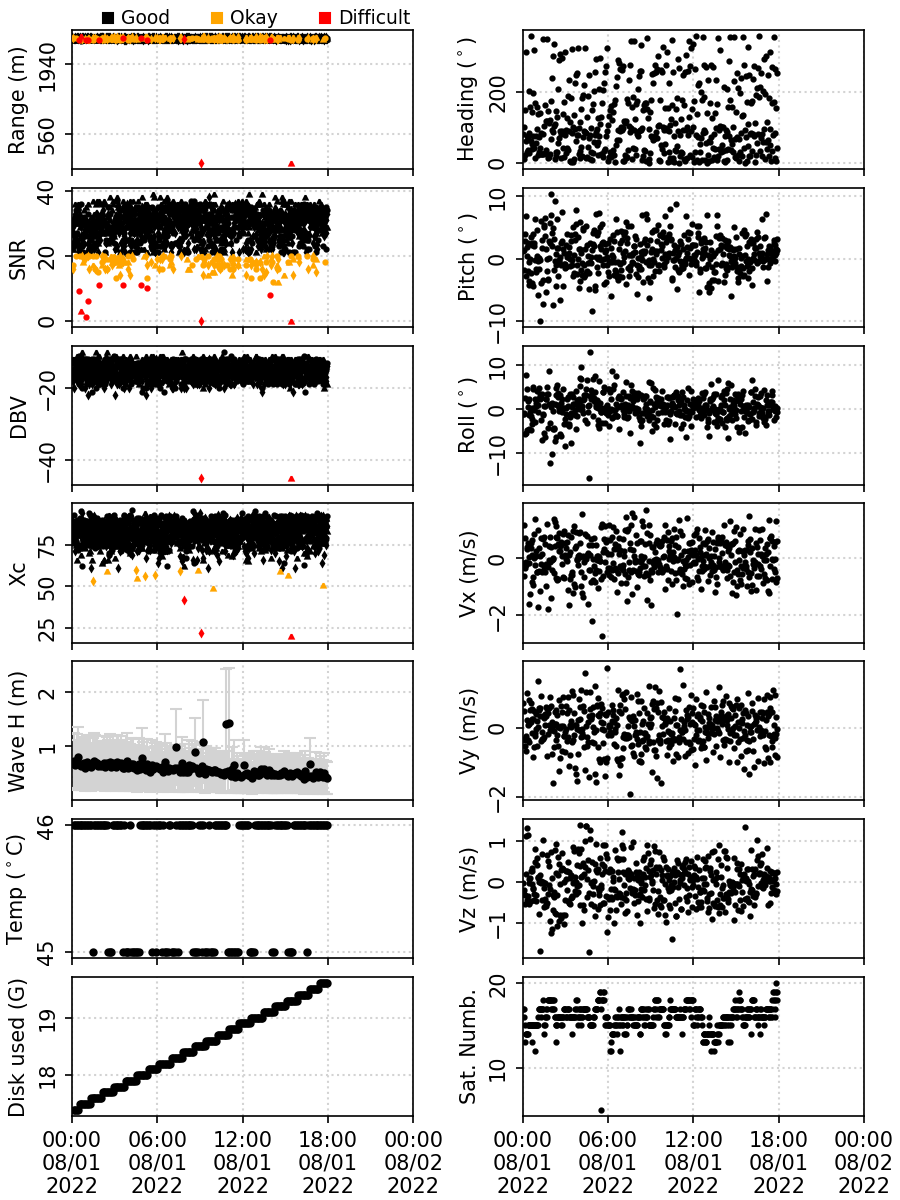 Good Okay Difficult
Range (m)
1940
560
Heading (°)
200
0
SNR
40
20
0
Pitch (°)
10
0
−10
DBV
−20
−40
Roll (°)
10
0
−10
Xc
75
50
25
Vx (m/s)
0
−2
Wave H (m)
2
1
Vy (m/s)
0
−2
Temp (°C)
46
45
Vz (m/s)
1
0
−1
Disk used (G)
19
18
Sat. Numb.
20
10
00:00 06:00 12:00 18:00 00:00
08/01 08/01 08/01 08/01 08/02
2022 2022 2022 2022 2022
00:00 06:00 12:00 18:00 00:00
08/01 08/01 08/01 08/01 08/02
2022 2022 2022 2022 2022